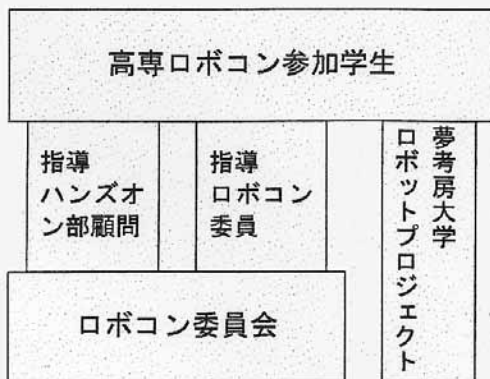 高専ロボコン参加学生
指導
ハンズオ
ン部顧問
指導
ロボコン
委員
夢考房大学
ロボットプロジェクト
ロボコン委員会